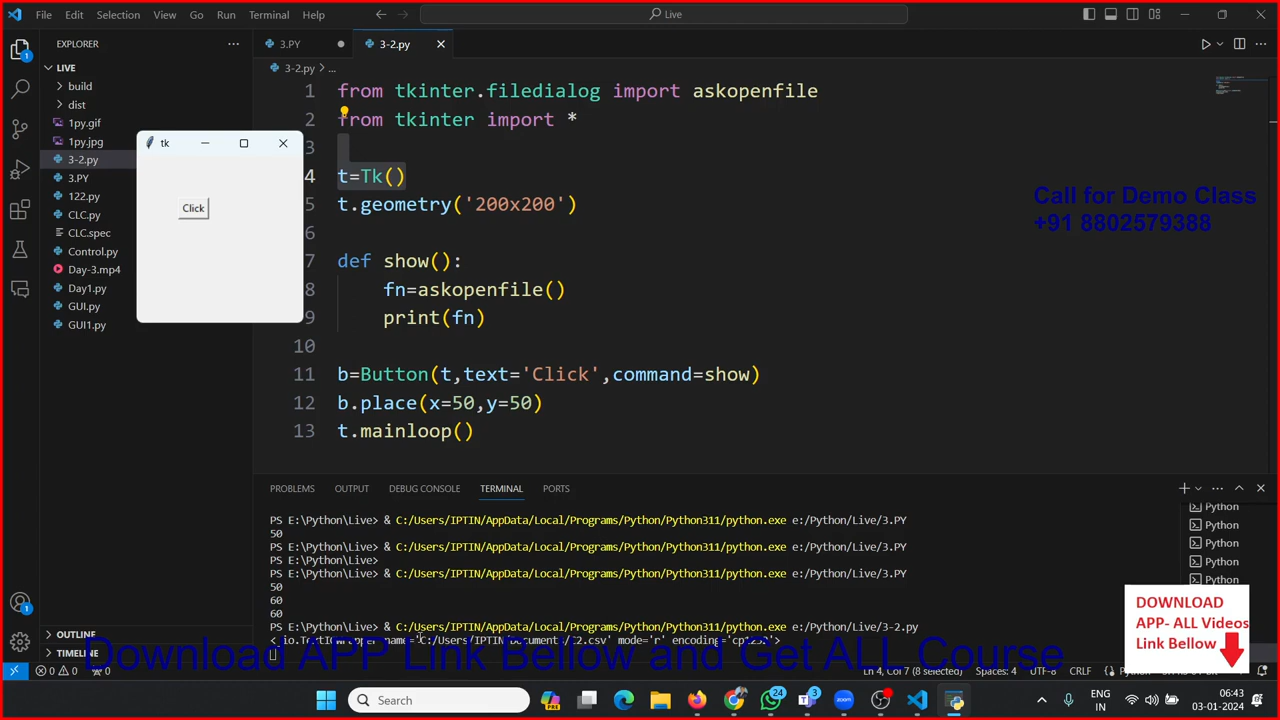 File Edit Selection View Go Run Terminal Help
Live
EXPLORER
3.PY
3-2.py
LIVE
3-2.py > ...
build
dist
1py.gif
1py.jpg
3-2.py
3.PY
122.py
CLC.py
CLC.spec
Control.py
Day-3.mp4
Day1.py
GUI.py
GUI1.py
tk
Click
1 from tkinter.filedialog import askopenfile
2 from tkinter import *
3
4 t=Tk()
5 t.geometry('200x200')
6
7 def show():
8 fn=askopenfile()
9 print(fn)
10
11 b=Button(t,text='Click',command=show)
12 b.place(x=50,y=50)
13 t.mainloop()
Call for Demo Class
+91 8802579388
PROBLEMS OUTPUT DEBUG CONSOLE TERMINAL PORTS
PS E:\Python\Live> & C:/Users/IPTIN/AppData/Local/Programs/Python/Python311/python.exe e:/Python/Live/3.PY
50
PS E:\Python\Live> & C:/Users/IPTIN/AppData/Local/Programs/Python/Python311/python.exe e:/Python/Live/3.PY
PS E:\Python\Live>
PS E:\Python\Live> & C:/Users/IPTIN/AppData/Local/Programs/Python/Python311/python.exe e:/Python/Live/3.PY
50
60
60
PS E:\Python\Live> & C:/Users/IPTIN/AppData/Local/Programs/Python/Python311/python.exe e:/Python/Live/3-2.py
mode='r' encoding='cp1252'>
Python
Python
Python
Python
Python
DOWNLOAD
APP- ALL Videos
Link Bellow
OUTLINE
TIMELINE
Download APP Link Bellow and Get ALL Course
0 0 0
Ln 4, Col 7 (8 selected) Spaces: 4 UTF-8 CRLF
Search
24
3
ENG
IN
06:43
03-01-2024